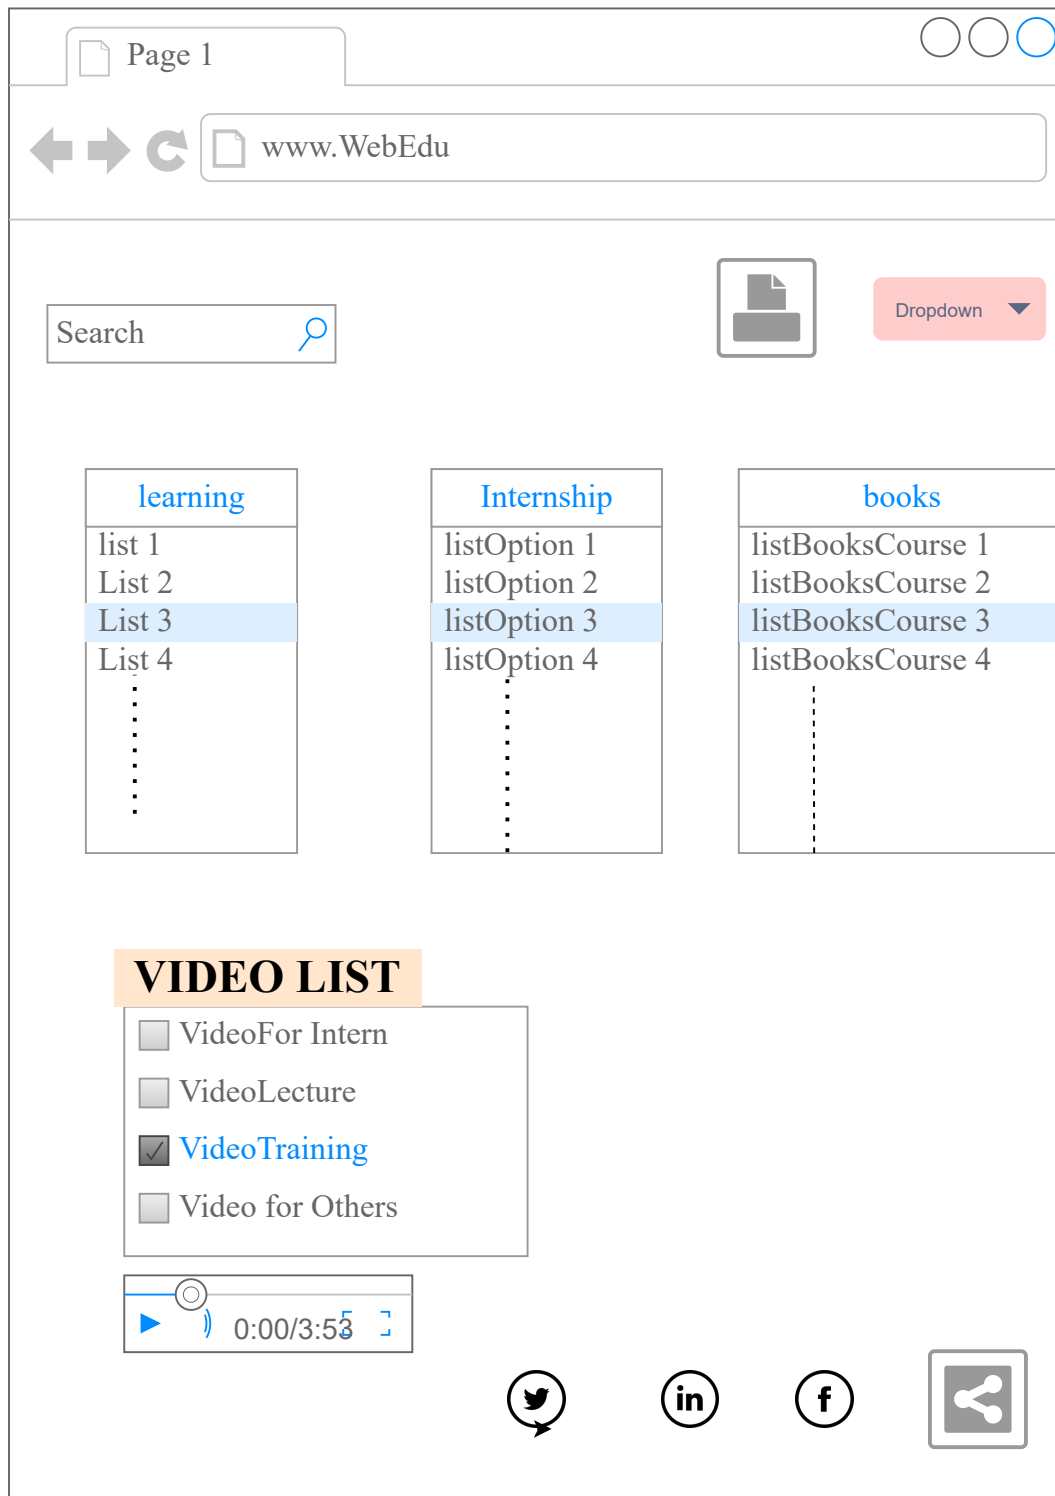 Page 1
www.WebEdu
Search
Dropdown
learning
list 1
List 2
List 3
List 4
Internship
listOption 1
listOption 2
listOption 3
listOption 4
books
listBooksCourse 1
listBooksCourse 2
listBooksCourse 3
listBooksCourse 4
VIDEO LIST
VideoFor Intern
VideoLecture
VideoTraining
Video for Others
0:00/3:53
in
f